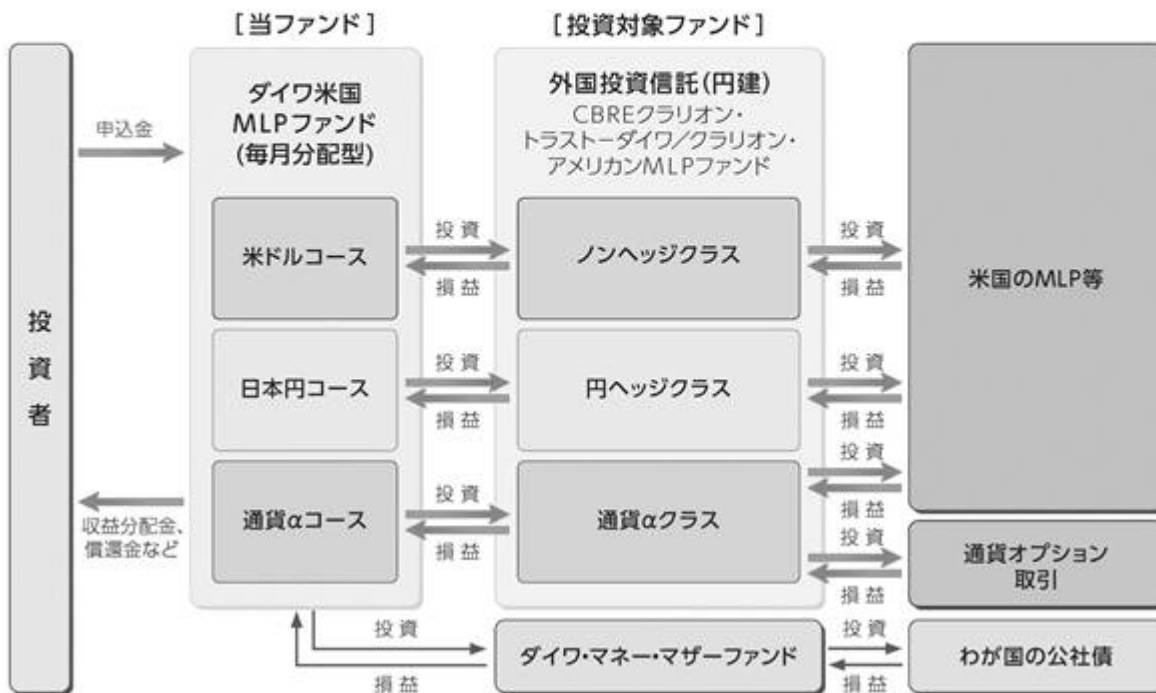 [当ファンド]
[投資対象ファンド]
投資者
申込金
収益分配金、
償還金など
ダイワ米国
MLPファンド
(毎月分配型)
米ドルコース
日本円コース
通貨αコース
投資
損益
投資
損益
投資
損益
外国投資信託(円建)
CBREクラリオン・
トラストーダイワ/クラリオン・
アメリカンMLPファンド
ノンヘッジクラス
円ヘッジクラス
通貨αクラス
投資
損益
投資
損益
投資
損益
投資
損益
米国のMLP等
通貨オプション
取引
投資
損益
ダイワ・マネー・マザーファンド
投資
損益
わが国の公社債